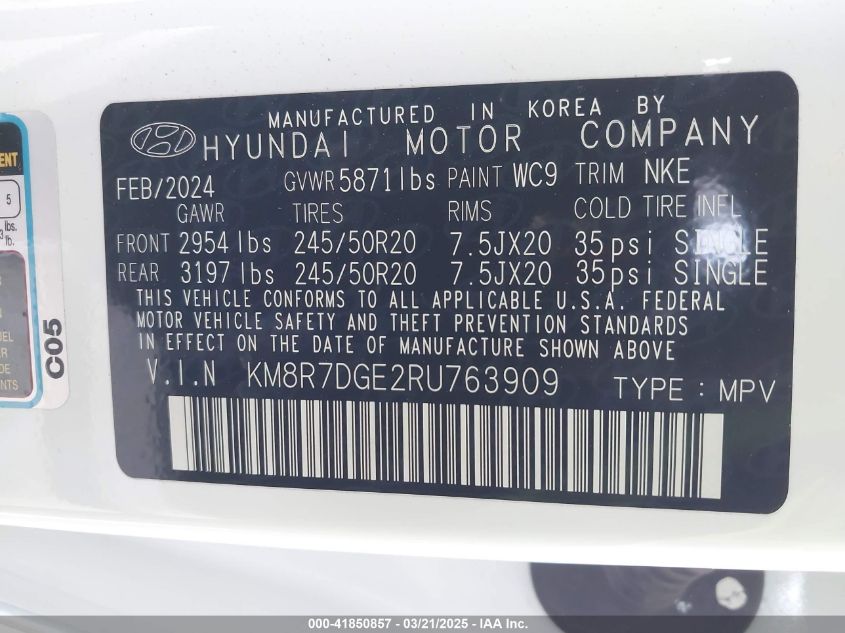 MANUFACTURED IN KOREA BY
HYUNDAI MOTOR COMPANY
FEB/2024 GVWR 5871lbs PAINT WC9 TRIM NKE
GAWR TIRES RIMS COLD TIRE INFL
FRONT 2954 lbs 245/50R20 7.5JX20 35psi SINGLE
REAR 3197 lbs 245/50R20 7.5JX20 35psi SINGLE
THIS VEHICLE CONFORMS TO ALL APPLICABLE U.S.A. FEDERAL
MOTOR VEHICLE SAFETY AND THEFT PREVENTION STANDARDS
IN EFFECT ON THE DATE OF MANUFACTURE SHOWN ABOVE
V.I.N KM8R7DGE2RU763909 TYPE : MPV
5
lbs.
lb.
C05
000-41850857 / 03/21/2025 - IAA Inc.